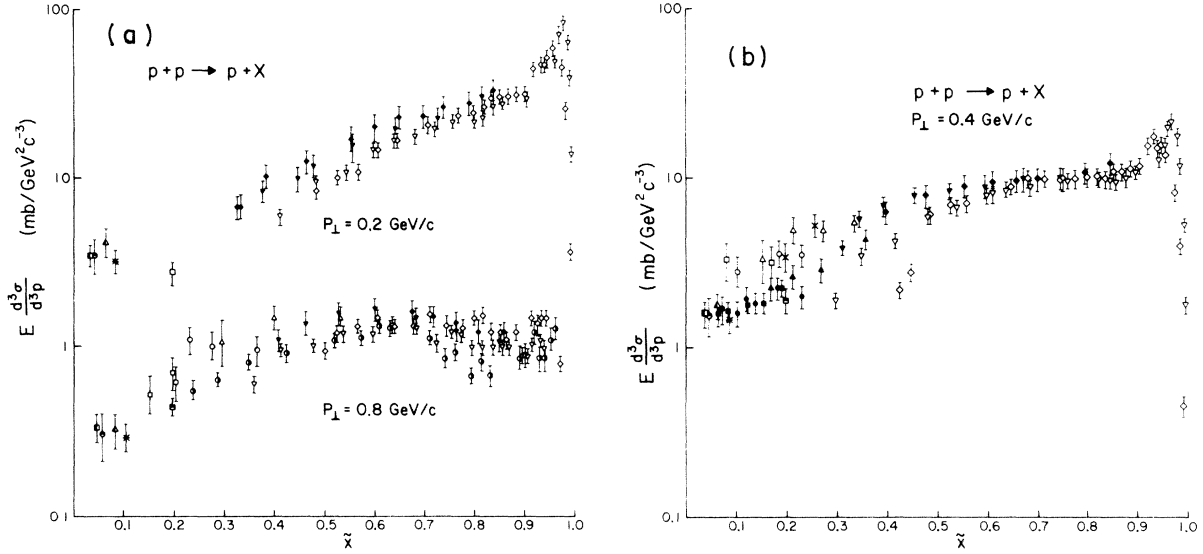 (a)
p + p → p + X
P⊥ = 0.2 GeV/c
P⊥ = 0.8 GeV/c
E d³σ/d³p (mb/GeV²c⁻³)
100
10
1
0.1
0.1 0.2 0.3 0.4 0.5 0.6 0.7 0.8 0.9 1.0
x̃
(b)
p + p → p + X
P⊥ = 0.4 GeV/c
E d³σ/d³p (mb/GeV²c⁻³)
100
10
1
0.1
0.1 0.2 0.3 0.4 0.5 0.6 0.7 0.8 0.9 1.0
x̃